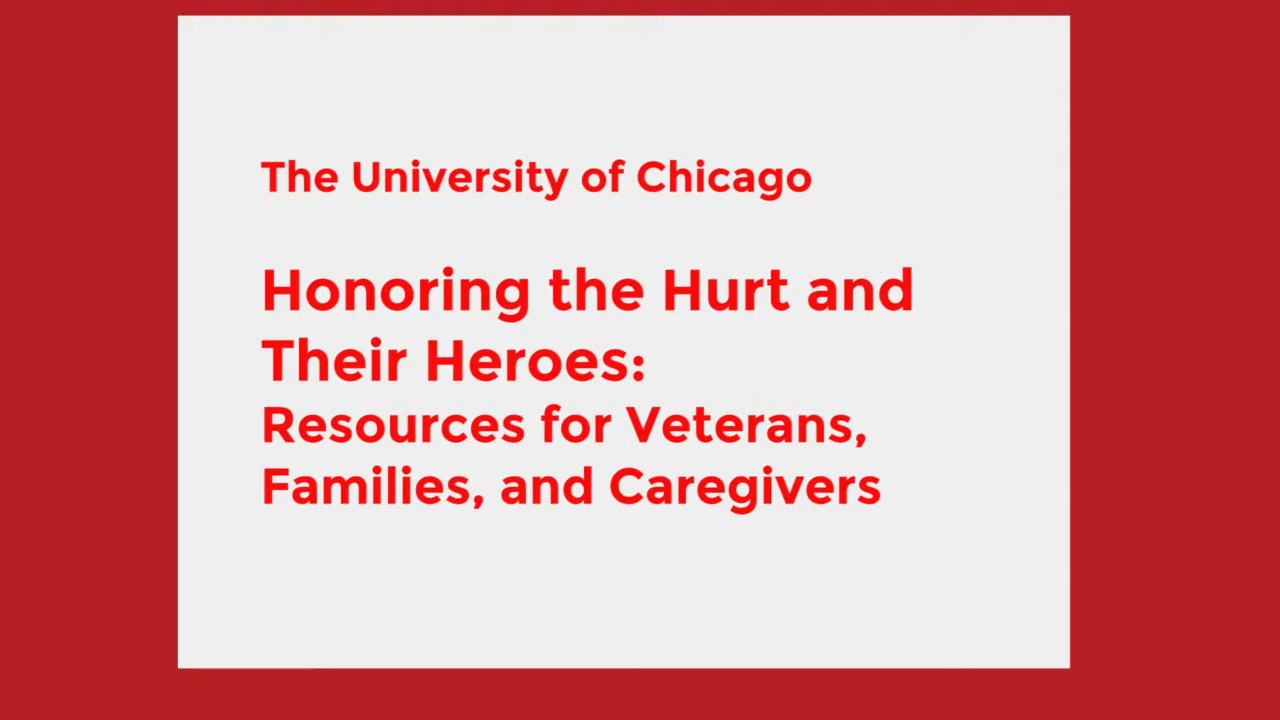 The University of Chicago
Honoring the Hurt and
Their Heroes:
Resources for Veterans,
Families, and Caregivers